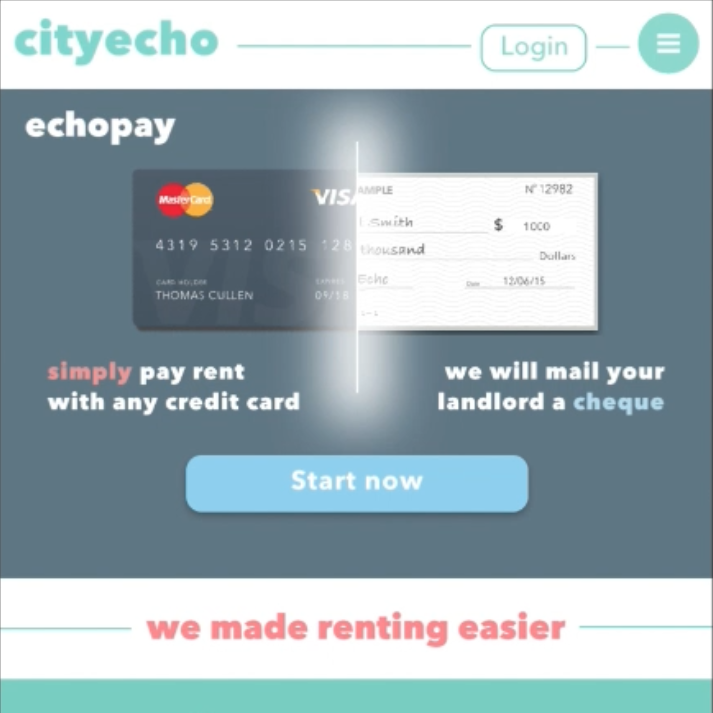 cityecho
Login
echopay
MasterCard
VISA
4319 5312 0215 128
CARD HOLDER
EXPIRES
THOMAS CULLEN
09/18
AMPLE
Nº 12982
Smith
$ 1000
thousand
Dollars
Echo
12/06/15
simply pay rent
with any credit card
we will mail your
landlord a cheque
Start now
we made renting easier